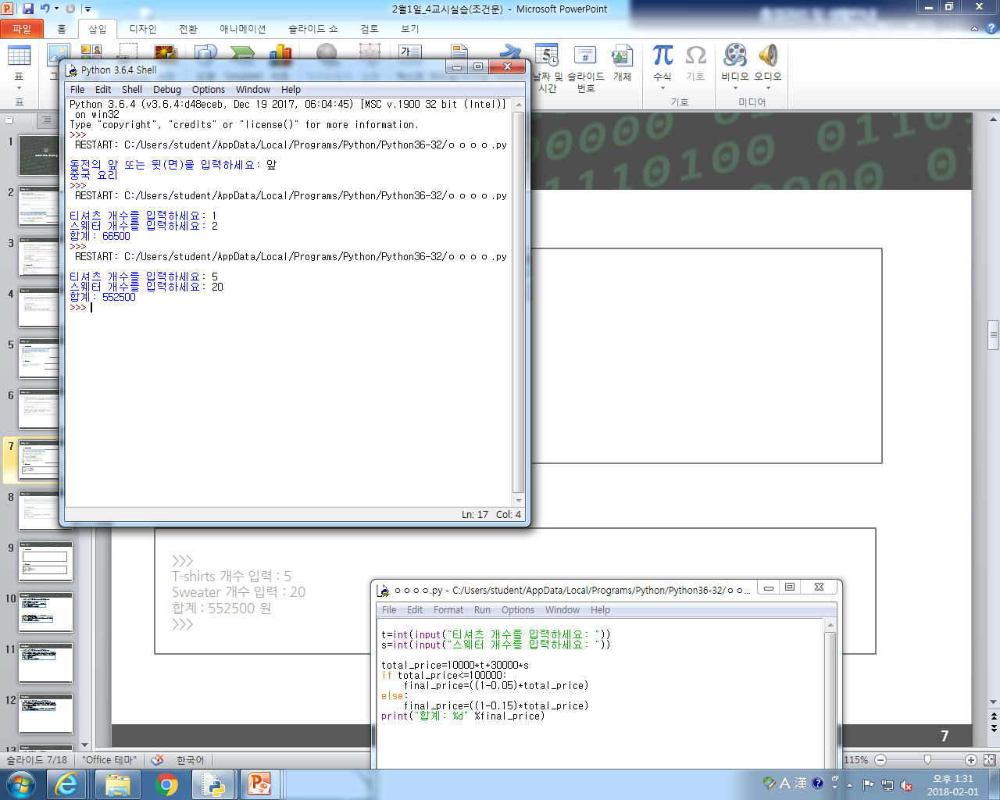 2월1일_4교시실습(조건문) - Microsoft PowerPoint
파일 홈 삽입 디자인 전환 애니메이션 슬라이드 쇼 검토 보기
표
날짜 및 시간
슬라이드 번호
개체
수식
기호
비디오
오디오
표
기호
미디어
Python 3.6.4 Shell
File Edit Shell Debug Options Window Help
Python 3.6.4 (v3.6.4:d48eceb, Dec 19 2017, 06:04:45) [MSC v.1900 32 bit (Intel)]
on win32
Type "copyright", "credits" or "license()" for more information.
>>>
RESTART: C:/Users/student/AppData/Local/Programs/Python/Python36-32/ㅇㅇㅇㅇ.py
동전의 앞 또는 뒷(면)을 입력하세요: 앞
중국 요리
>>>
RESTART: C:/Users/student/AppData/Local/Programs/Python/Python36-32/ㅇㅇㅇㅇ.py
티셔츠 개수를 입력하세요: 1
스웨터 개수를 입력하세요: 2
합계: 66500
>>>
RESTART: C:/Users/student/AppData/Local/Programs/Python/Python36-32/ㅇㅇㅇㅇ.py
티셔츠 개수를 입력하세요: 5
스웨터 개수를 입력하세요: 20
합계: 552500
>>>
Ln: 17 Col: 4
1
2
3
4
5
6
7
8
9
10
11
12
13
>>>
T-shirts 개수 입력 : 5
Sweater 개수 입력 : 20
합계 : 552500 원
>>>
7
ㅇㅇㅇㅇ.py - C:/Users/student/AppData/Local/Programs/Python/Python36-32/ㅇㅇ...
File Edit Format Run Options Window Help
t=int(input("티셔츠 개수를 입력하세요: "))
s=int(input("스웨터 개수를 입력하세요: "))
total_price=10000*t+30000*s
if total_price<=100000:
final_price=((1-0.05)*total_price)
else:
final_price=((1-0.15)*total_price)
print("합계: %d" %final_price)
슬라이드 7/18 "Office 테마" 한국어 115%
A 漢
오후 1:31
2018-02-01